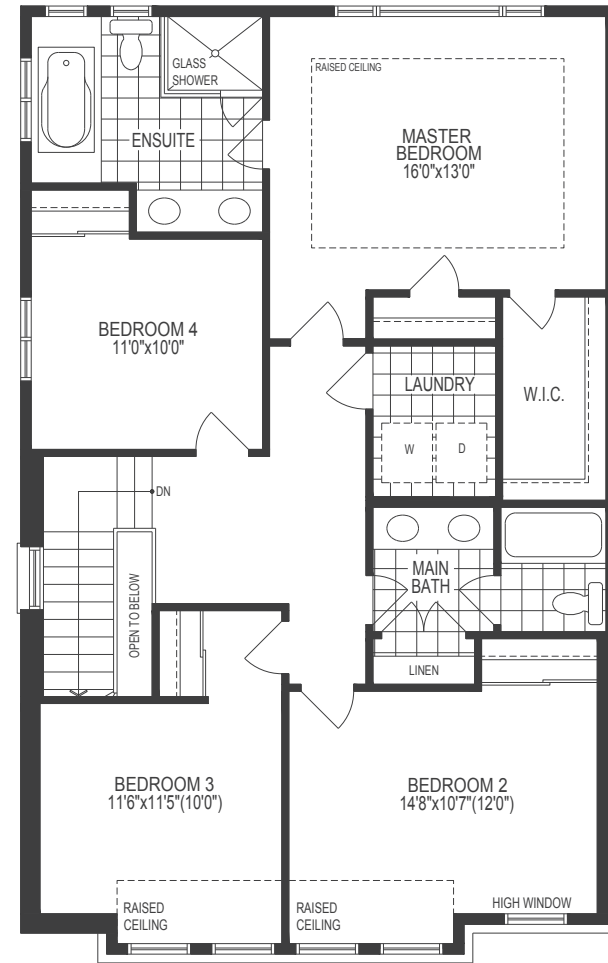 GLASS
SHOWER
RAISED CEILING
ENSUITE
MASTER
BEDROOM
16'0"x13'0"
BEDROOM 4
11'0"x10'0"
LAUNDRY
W.I.C.
W
D
DN
OPEN TO BELOW
MAIN
BATH
LINEN
BEDROOM 3
11'6"x11'5"(10'0")
BEDROOM 2
14'8"x10'7"(12'0")
RAISED
CEILING
RAISED
CEILING
HIGH WINDOW